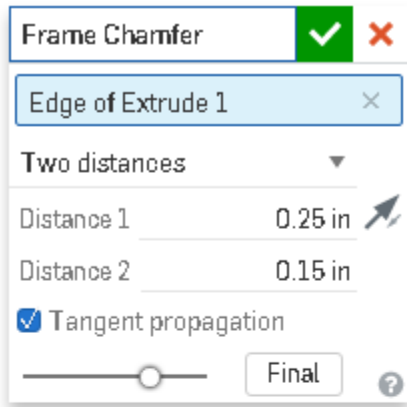 Frame Chamfer
Edge of Extrude 1
Two distances
Distance 1 0.25 in
Distance 2 0.15 in
Tangent propagation
Final
?